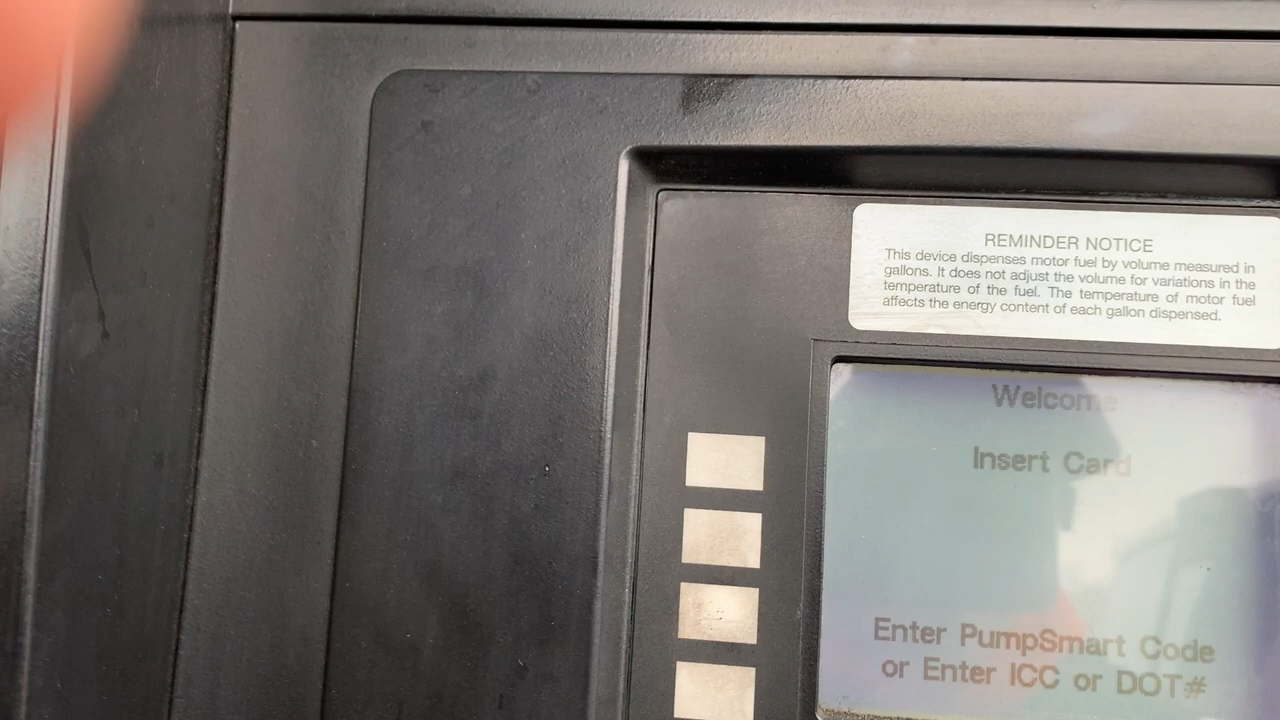 REMINDER NOTICE
This device dispenses motor fuel by volume measured in
gallons. It does not adjust the volume for variations in the
temperature of the fuel. The temperature of motor fuel
affects the energy content of each gallon dispensed.
Welcome
Insert Card
Enter PumpSmart Code
or Enter ICC or DOT#